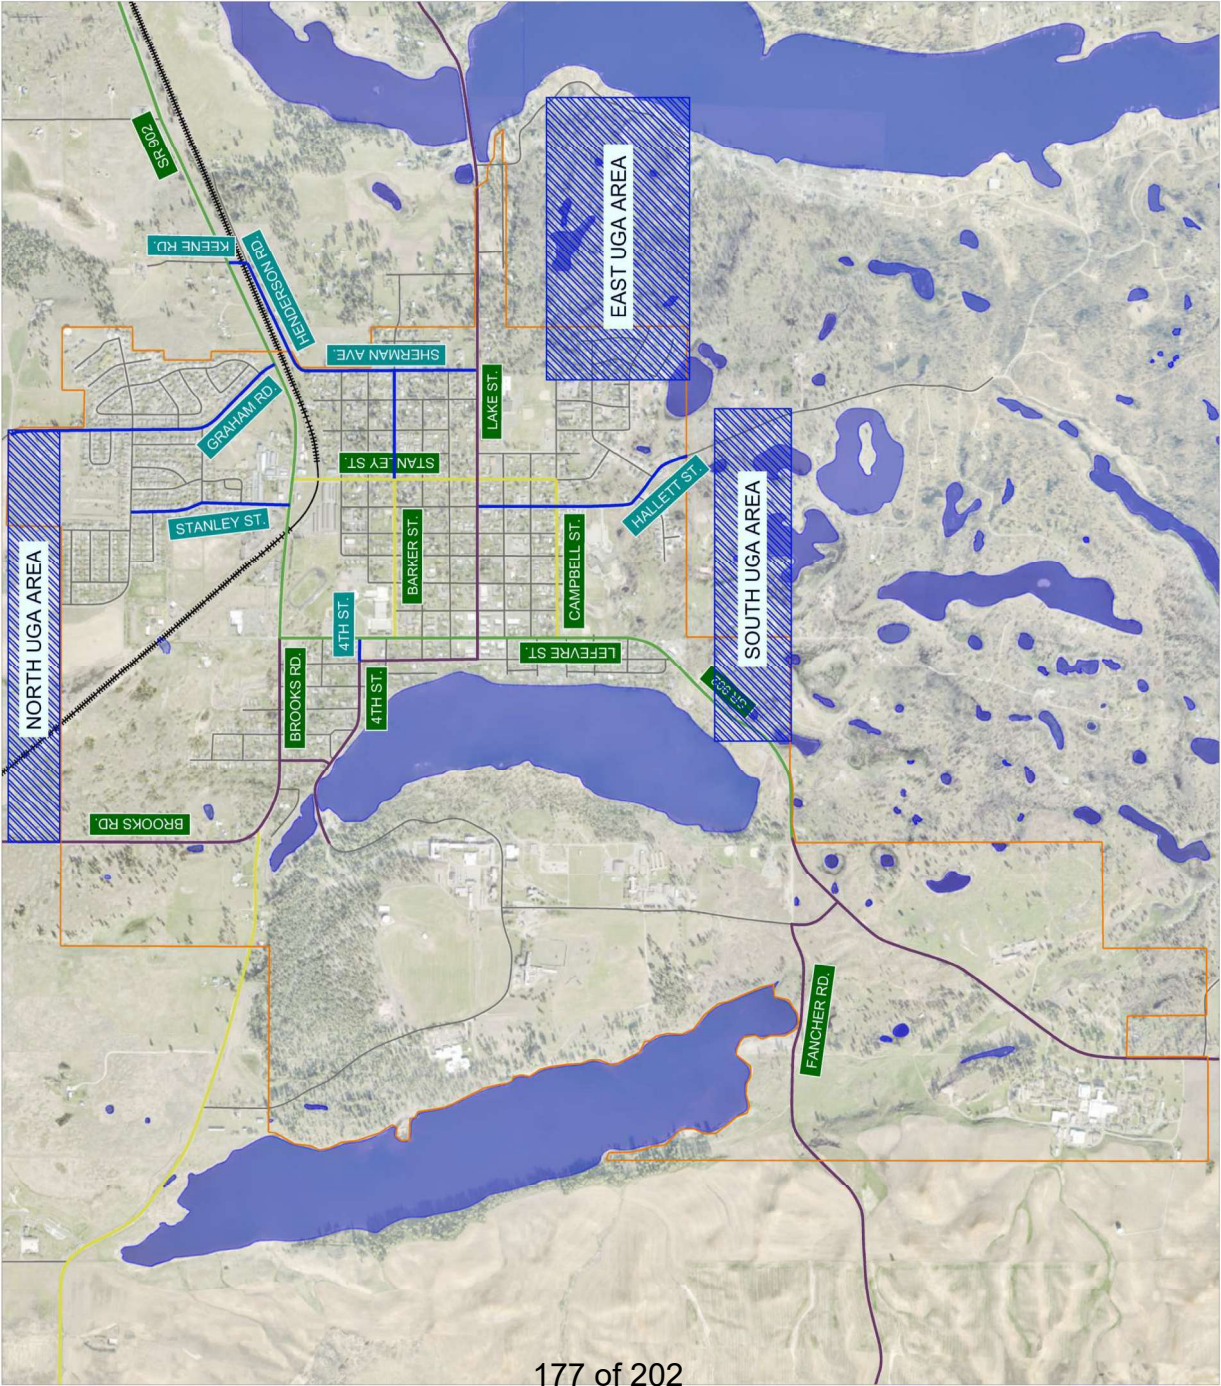 SR 902
KEENE RD.
HENDERSON RD.
EAST UGA AREA
SHERMAN AVE.
LAKE ST.
GRAHAM RD.
STANLEY ST.
HALLETT ST.
STANLEY ST.
BARKER ST.
CAMPBELL ST.
SOUTH UGA AREA
NORTH UGA AREA
4TH ST.
LEFEVRE ST.
BROOKS RD.
4TH ST.
SR 902
BROOKS RD.
FANCHER RD.
177 of 202